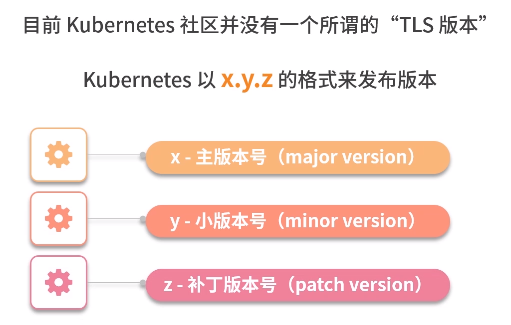 目前 Kubernetes 社区并没有一个所谓的“TLS 版本”
Kubernetes 以 x.y.z 的格式来发布版本
x - 主版本号（major version）
y - 小版本号（minor version）
z - 补丁版本号（patch version）